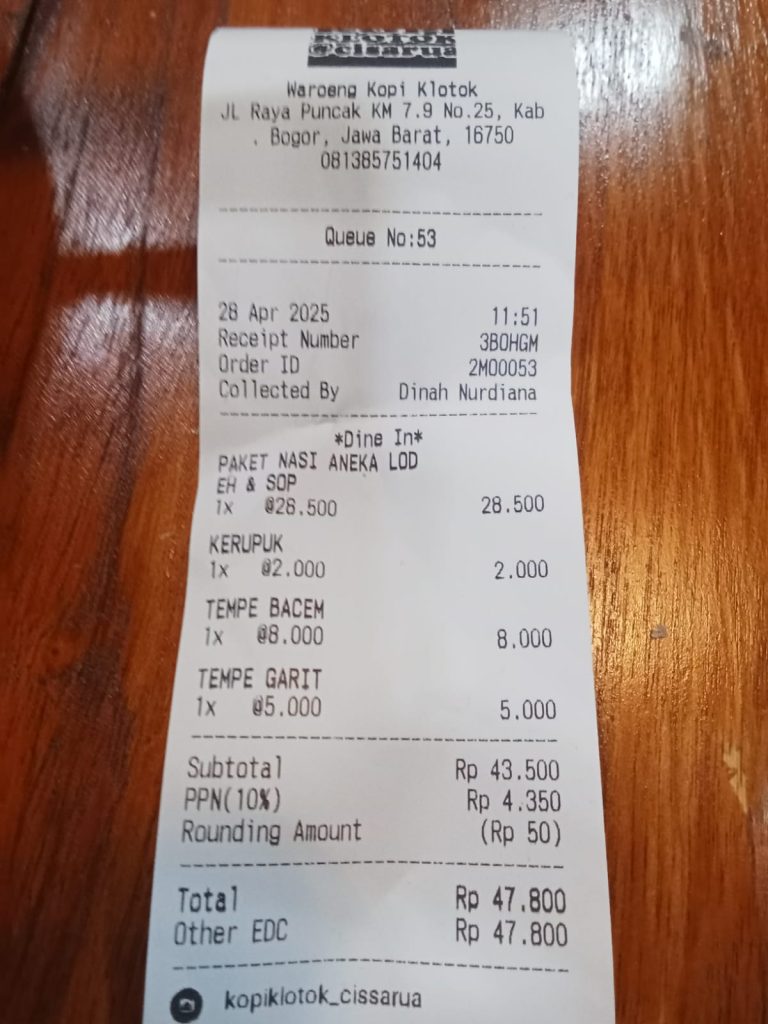 KLOTOK
@cissarua
Waroeng Kopi Klotok
JL Raya Puncak KM 7.9 No.25, Kab
. Bogor, Jawa Barat, 16750
081385751404
Queue No:53
28 Apr 2025 11:51
Receipt Number 3BOHGM
Order ID 2MO0053
Collected By Dinah Nurdiana
*Dine In*
PAKET NASI ANEKA LOD
EH & SOP
1x @28.500 28.500
KERUPUK
1x @2.000 2.000
TEMPE BACEM
1x @8.000 8.000
TEMPE GARIT
1x @5.000 5.000
Subtotal Rp 43.500
PPN(10%) Rp 4.350
Rounding Amount (Rp 50)
Total Rp 47.800
Other EDC Rp 47.800
kopiklotok_cissarua